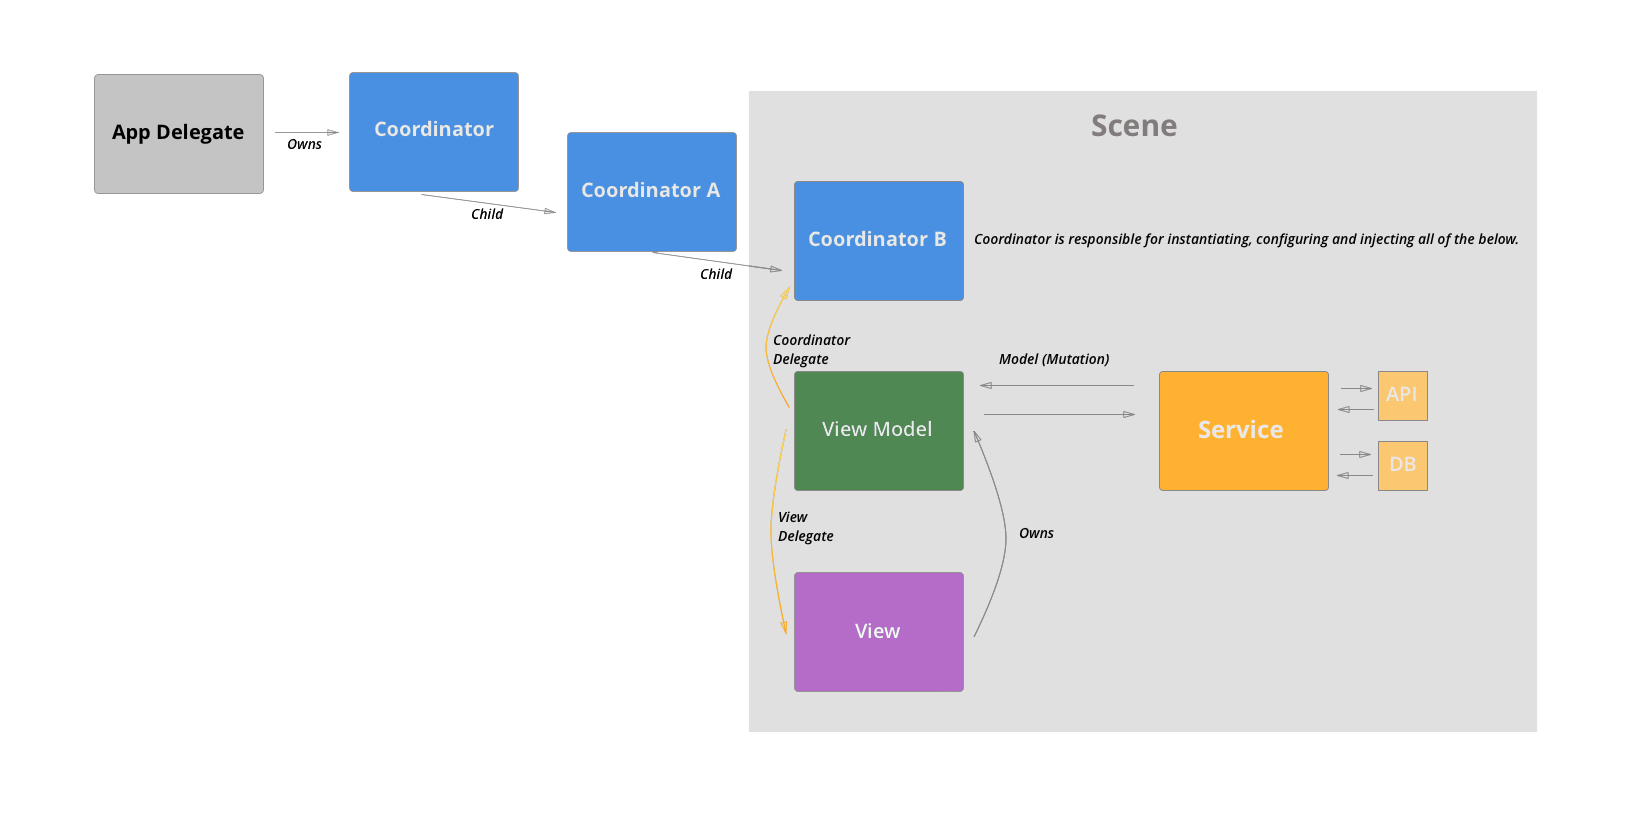 App Delegate
Owns
Coordinator
Child
Coordinator A
Child
Scene
Coordinator B
Coordinator is responsible for instantiating, configuring and injecting all of the below.
Coordinator
Delegate
Model (Mutation)
View Model
Service
API
DB
View
Delegate
Owns
View